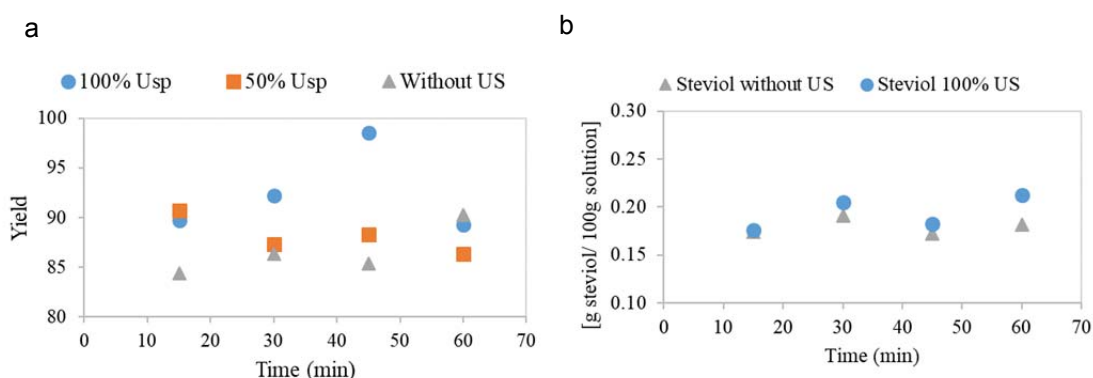 a
100% Usp 50% Usp Without US
100
95
90
85
80
Yield
0 10 20 30 40 50 60 70
Time (min)
b
Steviol without US Steviol 100% US
0.30
0.25
0.20
0.15
0.10
[g steviol/ 100g solution]
0 10 20 30 40 50 60 70
Time (min)